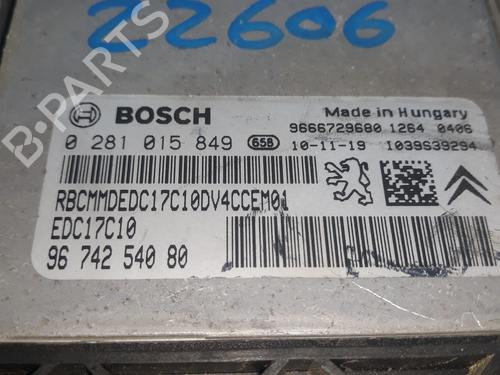 22606
BOSCH
Made in Hungary
0 281 015 849 658
9666729680 1264 0406
10-11-19 1039S39294
RBCMMDEDC17C10DV4CCEM01
EDC17C10
96 742 540 80